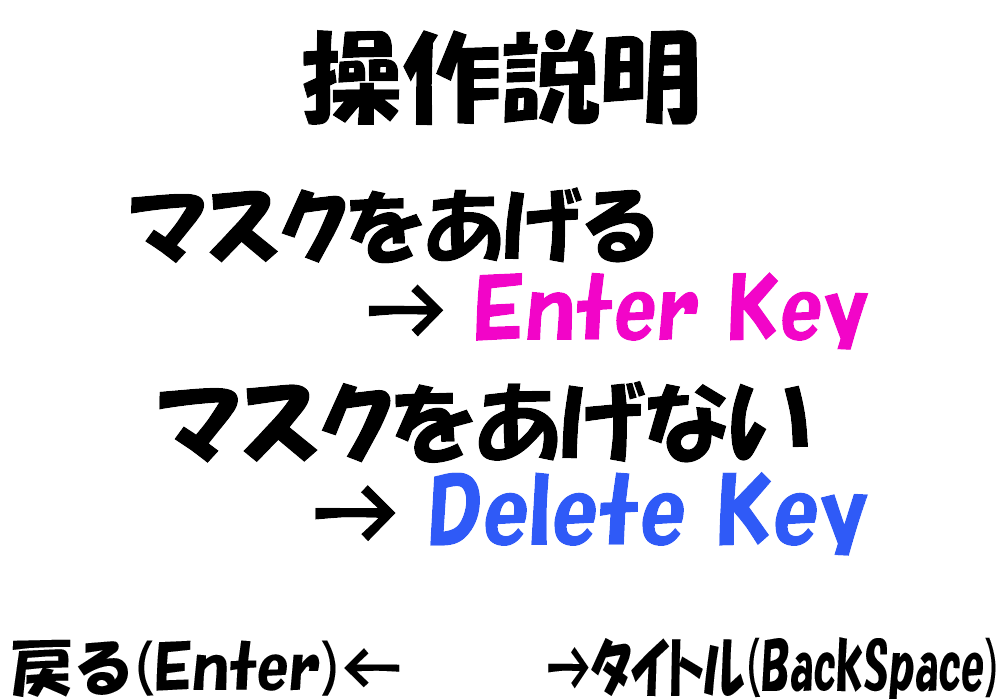 操作説明
マスクをあげる
→ Enter Key
マスクをあげない
→ Delete Key
戻る(Enter)← →タイトル(BackSpace)